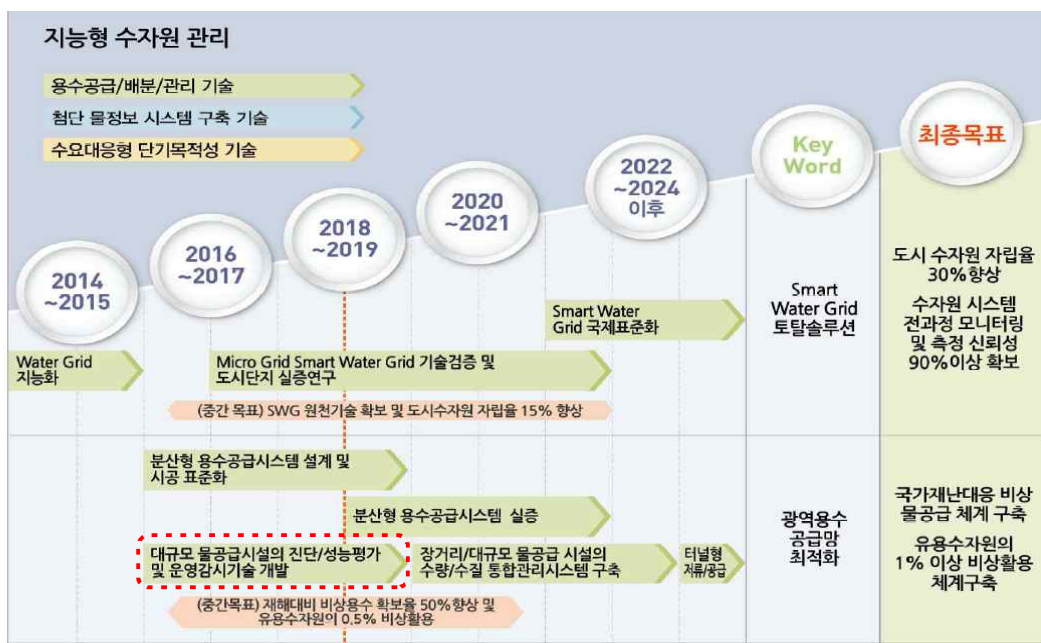 지능형 수자원 관리
용수공급/배분/관리 기술
첨단 물정보 시스템 구축 기술
수요대응형 단기목적성 기술
2014
~2015
2016
~2017
2018
~2019
2020
~2021
2022
~2024
이후
Key
Word
최종목표
Water Grid
지능화
Micro Grid Smart Water Grid 기술검증 및
도시단지 실증연구
Smart Water
Grid 국제표준화
(중간 목표) SWG 원천기술 확보 및 도시수자원 자립율 15% 향상
Smart
Water Grid
토탈솔루션
도시 수자원 자립율
30%향상
수자원 시스템
전과정 모니터링
및 측정 신뢰성
90%이상 확보
분산형 용수공급시스템 설계 및
시공 표준화
분산형 용수공급시스템 실증
대규모 물공급시설의 진단/성능평가
및 운영감시기술 개발
장거리/대규모 물공급 시설의
수량/수질 통합관리시스템 구축
터널형
저류/공급
(중간목표) 재해대비 비상용수 확보율 50%향상 및
유용수자원의 0.5% 비상활용
광역용수
공급망
최적화
국가재난대응 비상
물공급 체계 구축
유용수자원의
1% 이상 비상활용
체계구축